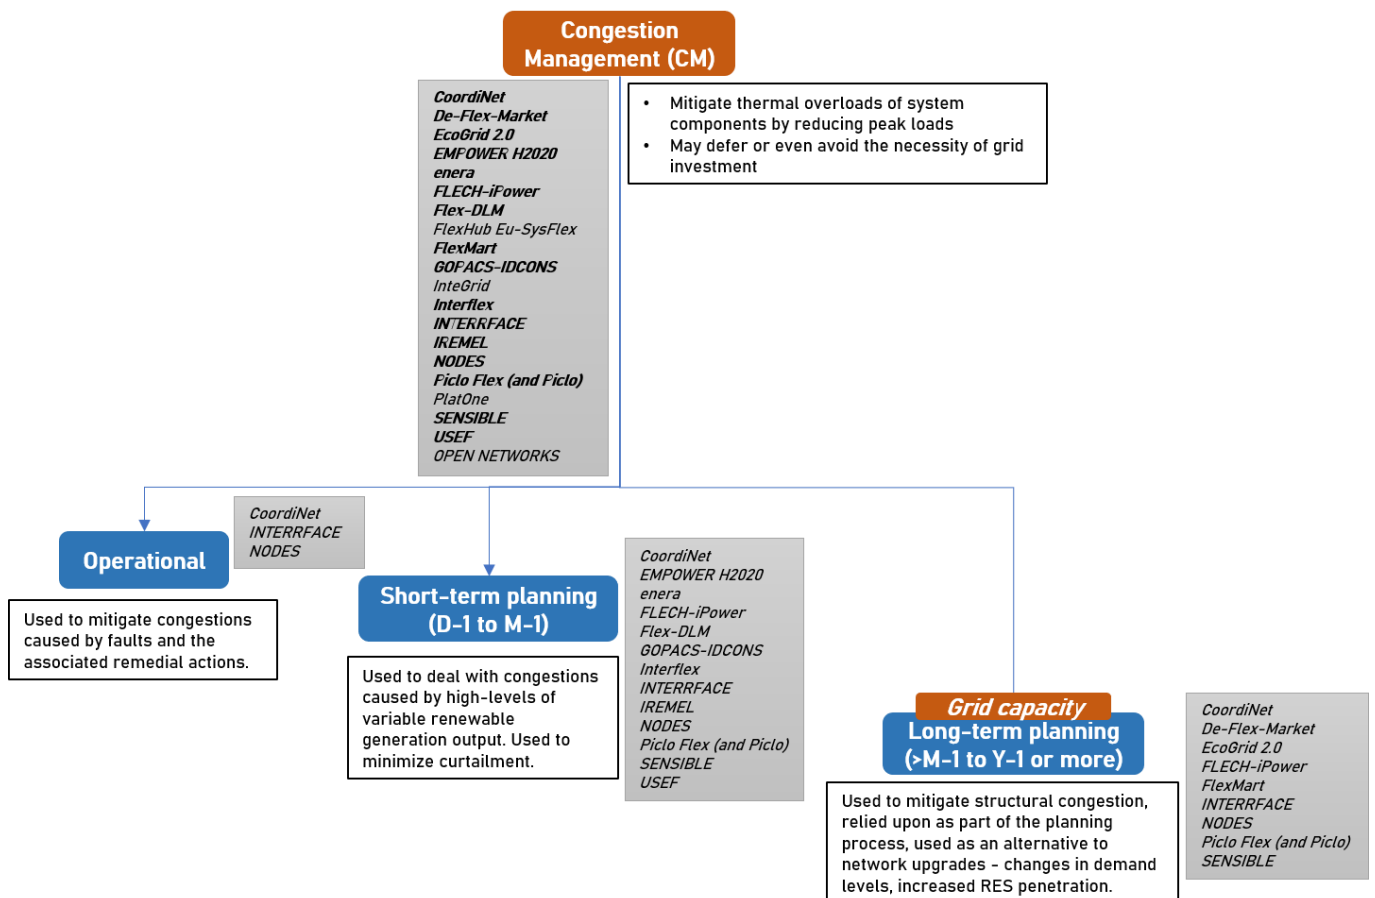 Congestion
Management (CM)
CoordiNet
De-Flex-Market
EcoGrid 2.0
EMPOWER H2020
enera
FLECH-iPower
Flex-DLM
FlexHub Eu-SysFlex
FlexMart
GOPACS-IDCONS
InteGrid
Interflex
INTERRFACE
IREMEL
NODES
Piclo Flex (and Piclo)
PlatOne
SENSIBLE
USEF
OPEN NETWORKS
• Mitigate thermal overloads of system
components by reducing peak loads
• May defer or even avoid the necessity of grid
investment
Operational
CoordiNet
INTERRFACE
NODES
Used to mitigate congestions
caused by faults and the
associated remedial actions.
Short-term planning
(D-1 to M-1)
CoordiNet
EMPOWER H2020
enera
FLECH-iPower
Flex-DLM
GOPACS-IDCONS
Interflex
INTERRFACE
IREMEL
NODES
Piclo Flex (and Piclo)
SENSIBLE
USEF
Used to deal with congestions
caused by high-levels of
variable renewable
generation output. Used to
minimize curtailment.
Grid capacity
Long-term planning
(>M-1 to Y-1 or more)
CoordiNet
De-Flex-Market
EcoGrid 2.0
FLECH-iPower
FlexMart
INTERRFACE
NODES
Piclo Flex (and Piclo)
SENSIBLE
Used to mitigate structural congestion,
relied upon as part of the planning
process, used as an alternative to
network upgrades - changes in demand
levels, increased RES penetration.